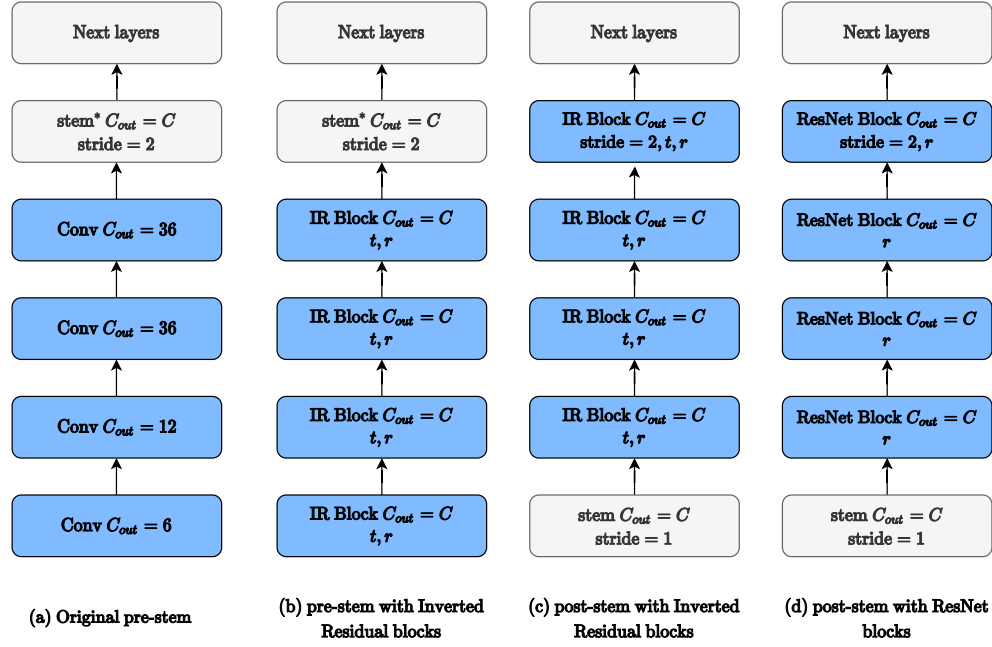 Next layers
stem* C_out = C
stride = 2
Conv C_out = 36
Conv C_out = 36
Conv C_out = 12
Conv C_out = 6
(a) Original pre-stem
Next layers
stem* C_out = C
stride = 2
IR Block C_out = C
t, r
IR Block C_out = C
t, r
IR Block C_out = C
t, r
IR Block C_out = C
t, r
(b) pre-stem with Inverted
Residual blocks
Next layers
IR Block C_out = C
stride = 2, t, r
IR Block C_out = C
t, r
IR Block C_out = C
t, r
IR Block C_out = C
t, r
stem C_out = C
stride = 1
(c) post-stem with Inverted
Residual blocks
Next layers
ResNet Block C_out = C
stride = 2, r
ResNet Block C_out = C
r
ResNet Block C_out = C
r
ResNet Block C_out = C
r
stem C_out = C
stride = 1
(d) post-stem with ResNet
blocks